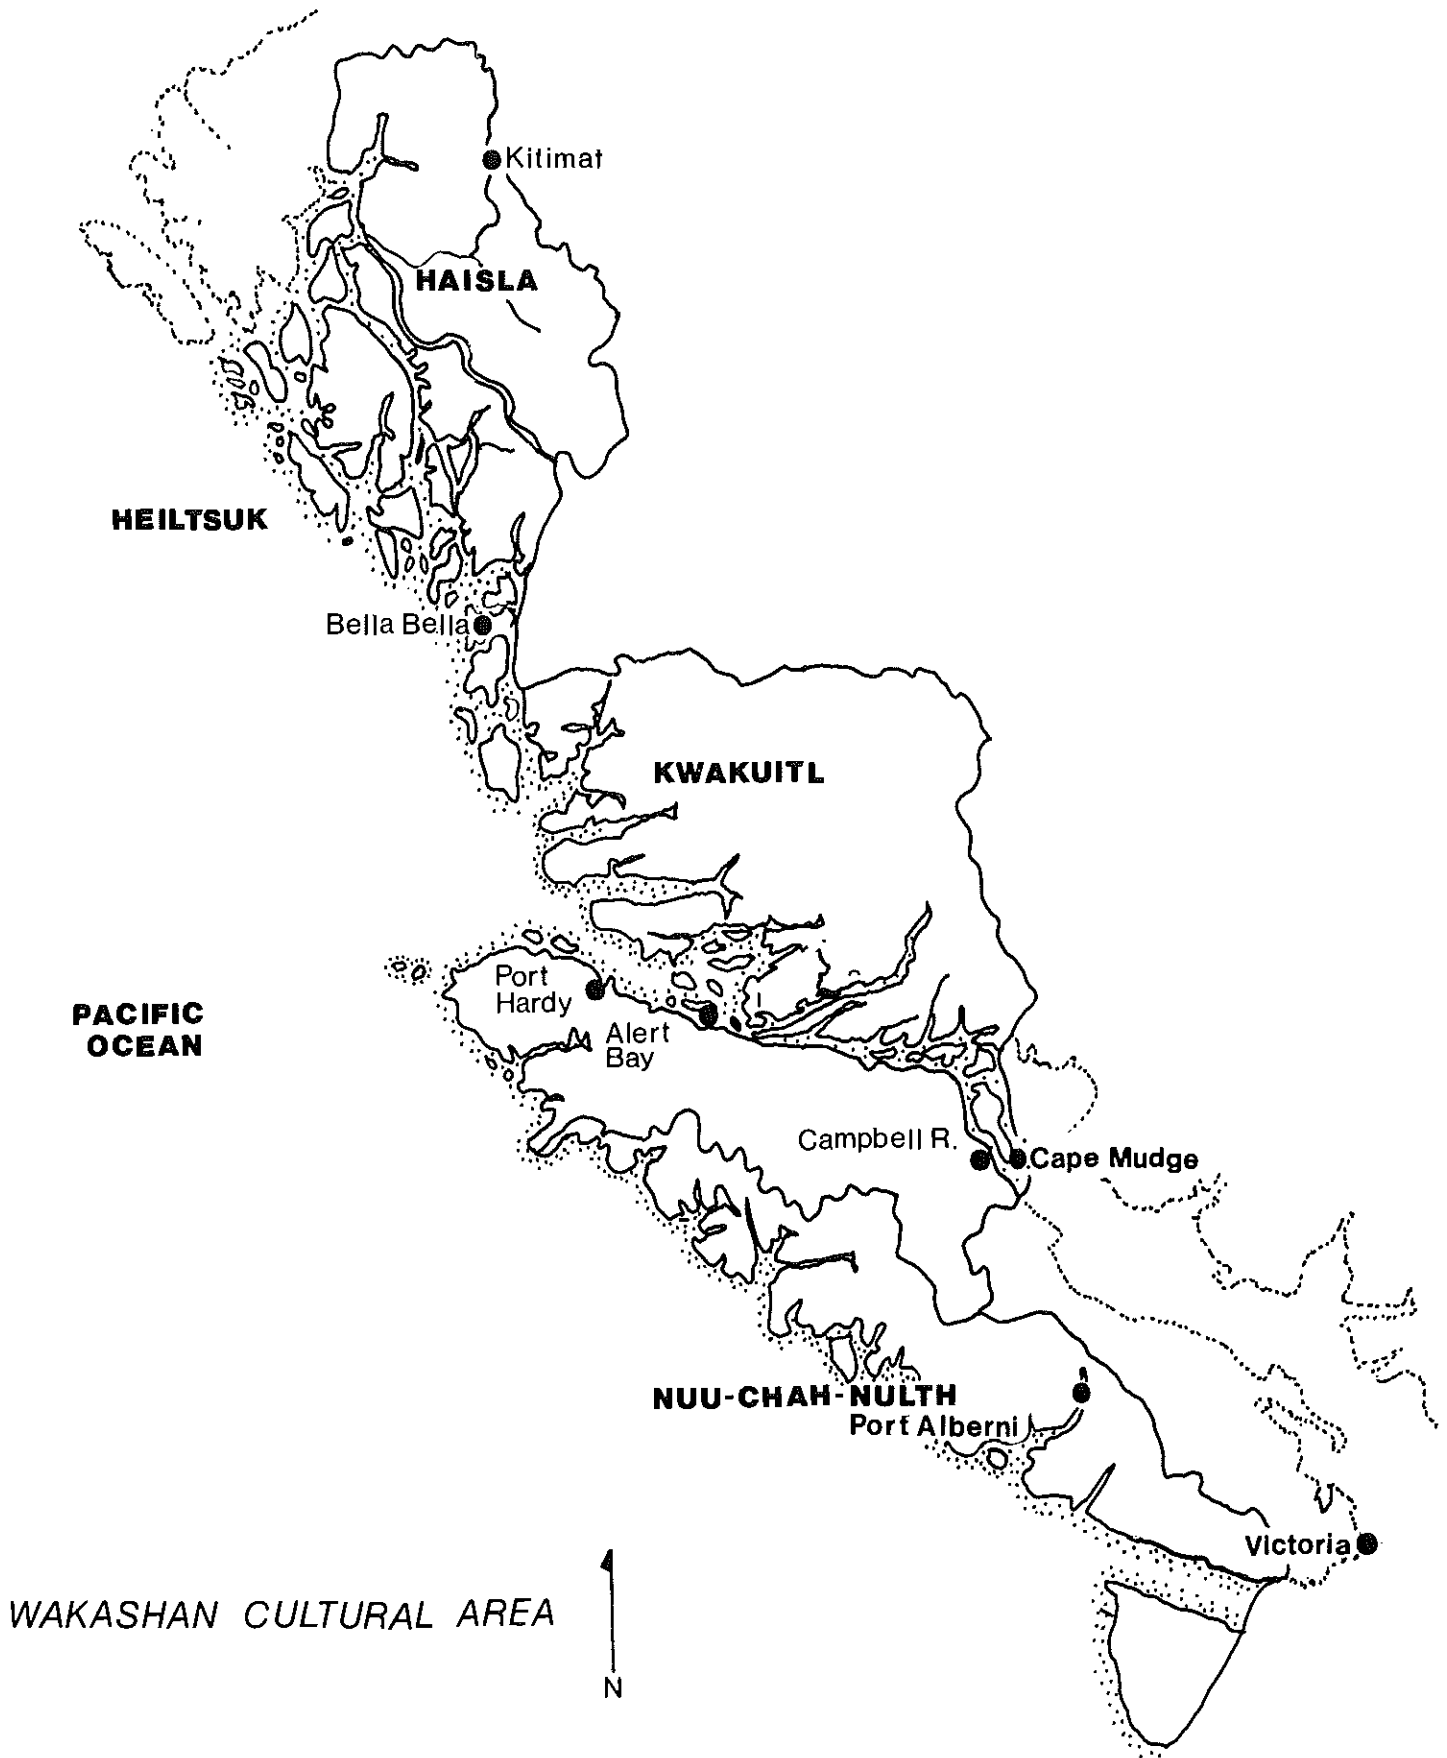 Kitimat
HAISLA
HEILTSUK
Bella Bella
KWAKUITL
PACIFIC
OCEAN
Port
Hardy
Alert
Bay
Campbell R.
Cape Mudge
NUU-CHAH-NULTH
Port Alberni
Victoria
WAKASHAN CULTURAL AREA
N